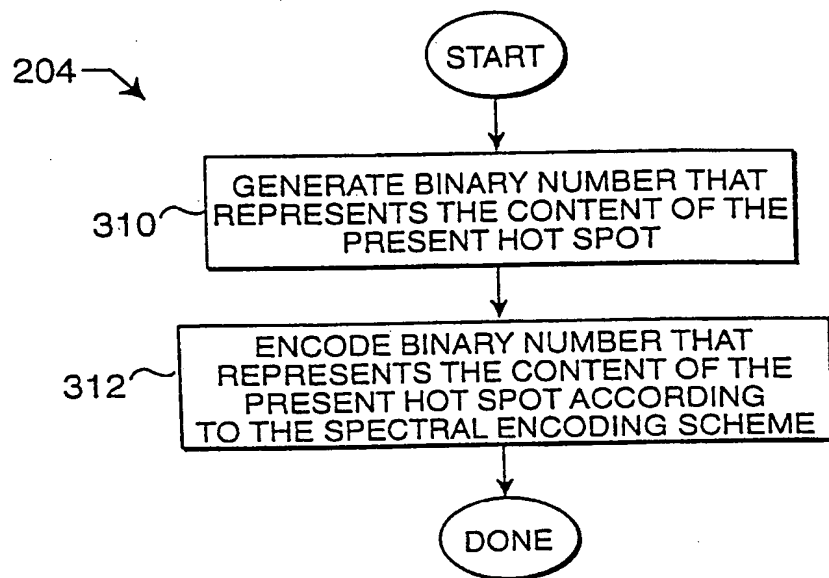 204
START
310
GENERATE BINARY NUMBER THAT
REPRESENTS THE CONTENT OF THE
PRESENT HOT SPOT.
312
ENCODE BINARY NUMBER THAT
REPRESENTS THE CONTENT OF THE
PRESENT HOT SPOT ACCORDING
TO THE SPECTRAL ENCODING SCHEME
DONE